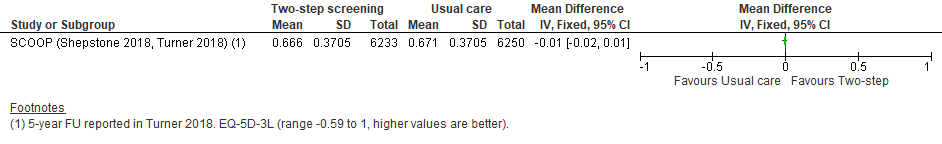 Two-step screening Usual care Mean Difference Mean Difference
Study or Subgroup Mean SD Total Mean SD Total IV, Fixed, 95% CI IV, Fixed, 95% CI
SCOOP (Shepstone 2018, Turner 2018) (1) 0.666 0.3705 6233 0.671 0.3705 6250 -0.01 [-0.02, 0.01]
-1 -0.5 0 0.5 1
Favours Usual care Favours Two-step
Footnotes
(1) 5-year FU reported in Turner 2018. EQ-5D-3L (range -0.59 to 1, higher values are better).